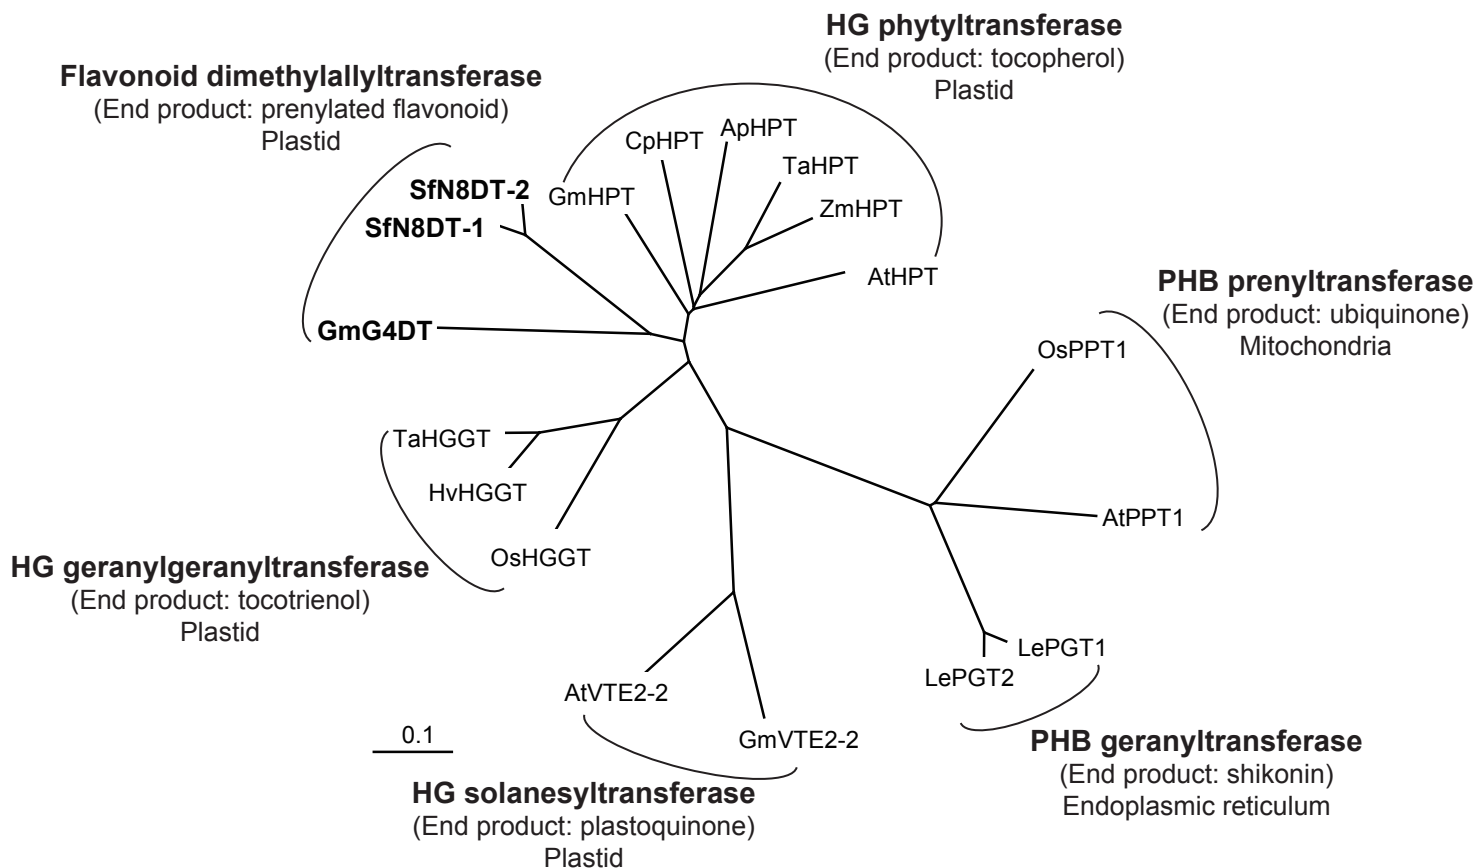 HG phytyltransferase
(End product: tocopherol)
Plastid
Flavonoid dimethylallyltransferase
(End product: prenylated flavonoid)
Plastid
CpHPT
ApHPT
TaHPT
ZmHPT
GmHPT
AtHPT
SfN8DT-2
SfN8DT-1
GmG4DT
PHB prenyltransferase
(End product: ubiquinone)
Mitochondria
OsPPT1
AtPPT1
TaHGGT
HvHGGT
OsHGGT
HG geranylgeranyltransferase
(End product: tocotrienol)
Plastid
LePGT1
LePGT2
PHB geranyltransferase
(End product: shikonin)
Endoplasmic reticulum
AtVTE2-2
GmVTE2-2
0.1
HG solanesyltransferase
(End product: plastoquinone)
Plastid